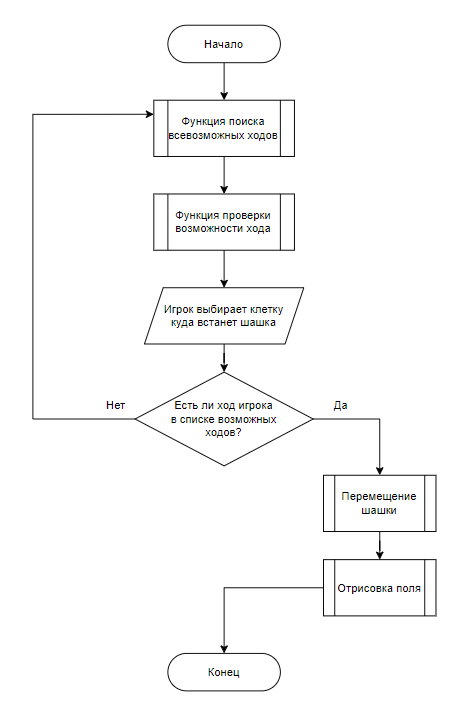 Начало
Функция поиска
всевозможных ходов
Функция проверки
возможности хода
Игрок выбирает клетку
куда встанет шашка
Нет
Есть ли ход игрока
в списке возможных
ходов?
Да
Перемещение
шашки
Отрисовка поля
Конец